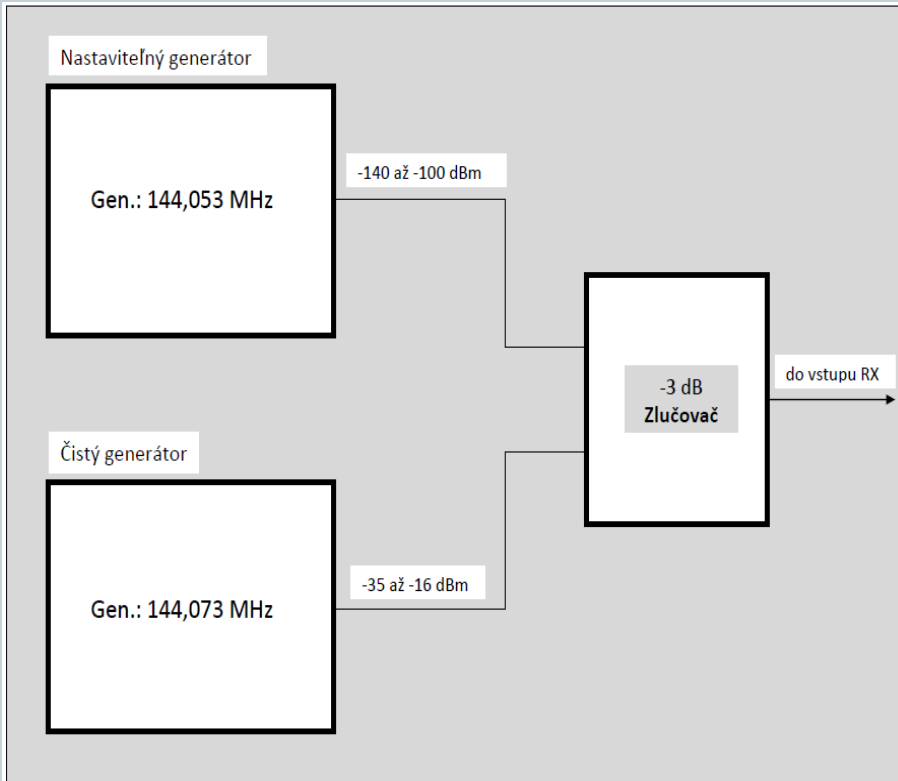 Nastaviteľný generátor
Gen.: 144,053 MHz
-140 až -100 dBm
-3 dB
Zlučovač
do vstupu RX
Čistý generátor
Gen.: 144,073 MHz
-35 až -16 dBm